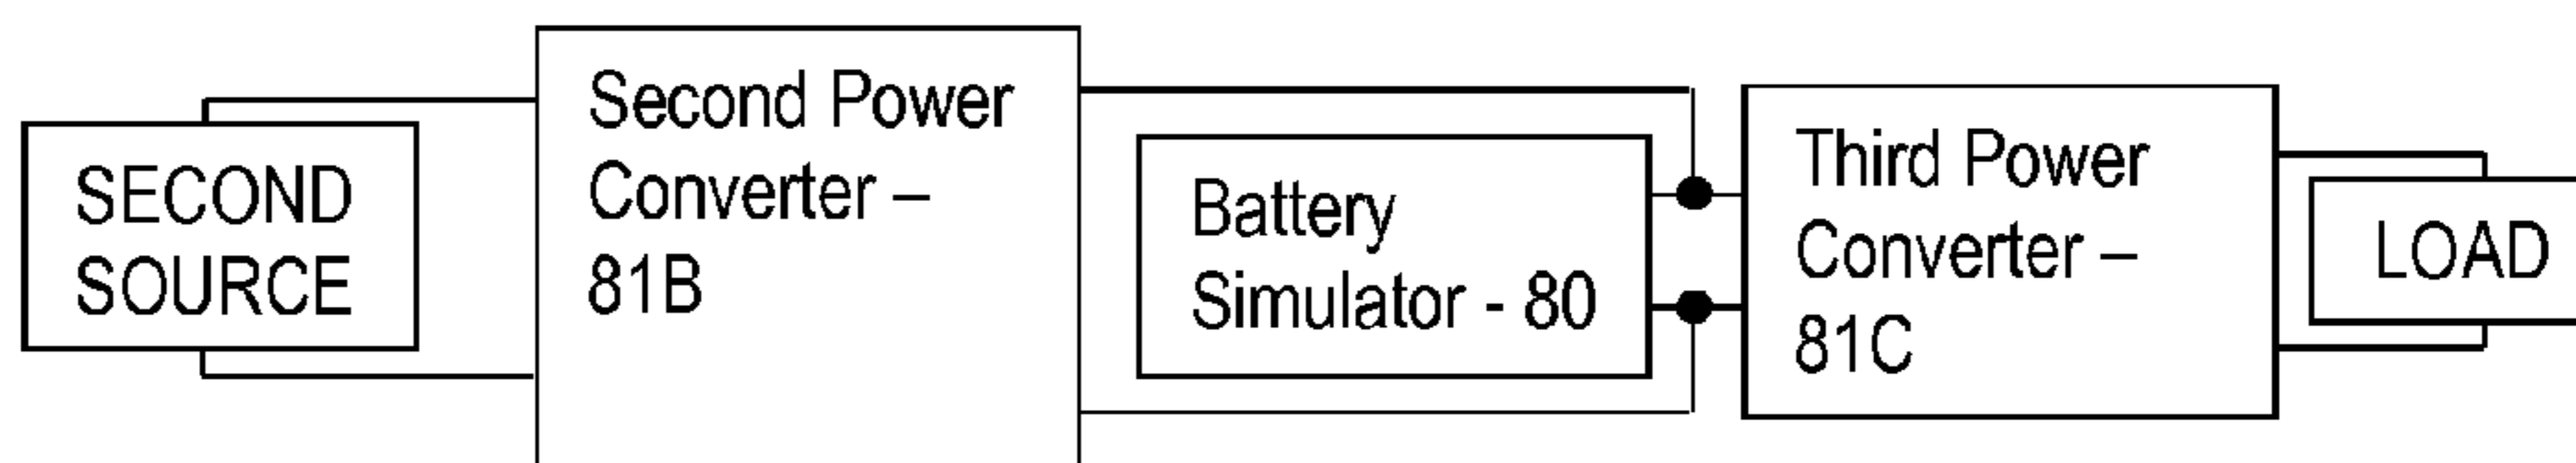 SECOND
SOURCE
Second Power
Converter –
81B
Battery
Simulator - 80
Third Power
Converter –
81C
LOAD